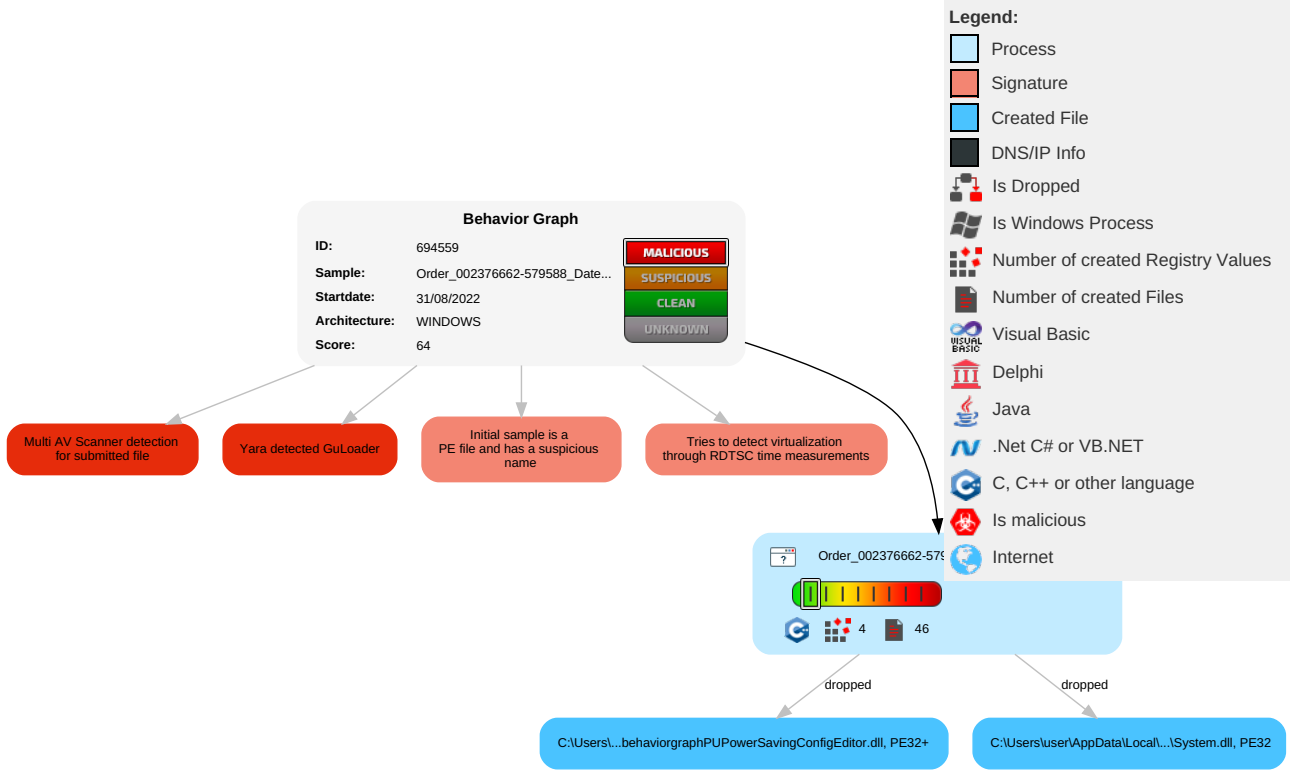 Legend:
Process
Signature
Created File
DNS/IP Info
Is Dropped
Is Windows Process
Number of created Registry Values
Number of created Files
VISUAL
BASIC
Visual Basic
Delphi
Java
.Net C# or VB.NET
C, C++ or other language
Is malicious
Internet
Behavior Graph
ID: 694559
Sample: Order_002376662-579588_Date...
Startdate: 31/08/2022
Architecture: WINDOWS
Score: 64
MALICIOUS
SUSPICIOUS
CLEAN
UNKNOWN
Multi AV Scanner detection
for submitted file
Yara detected GuLoader
Initial sample is a
PE file and has a suspicious
name
Tries to detect virtualization
through RDTSC time measurements
?
Order_002376662-579
4 46
dropped
dropped
C:\Users\...behaviorgraphPUPowerSavingConfigEditor.dll, PE32+
C:\Users\user\AppData\Local\...\System.dll, PE32